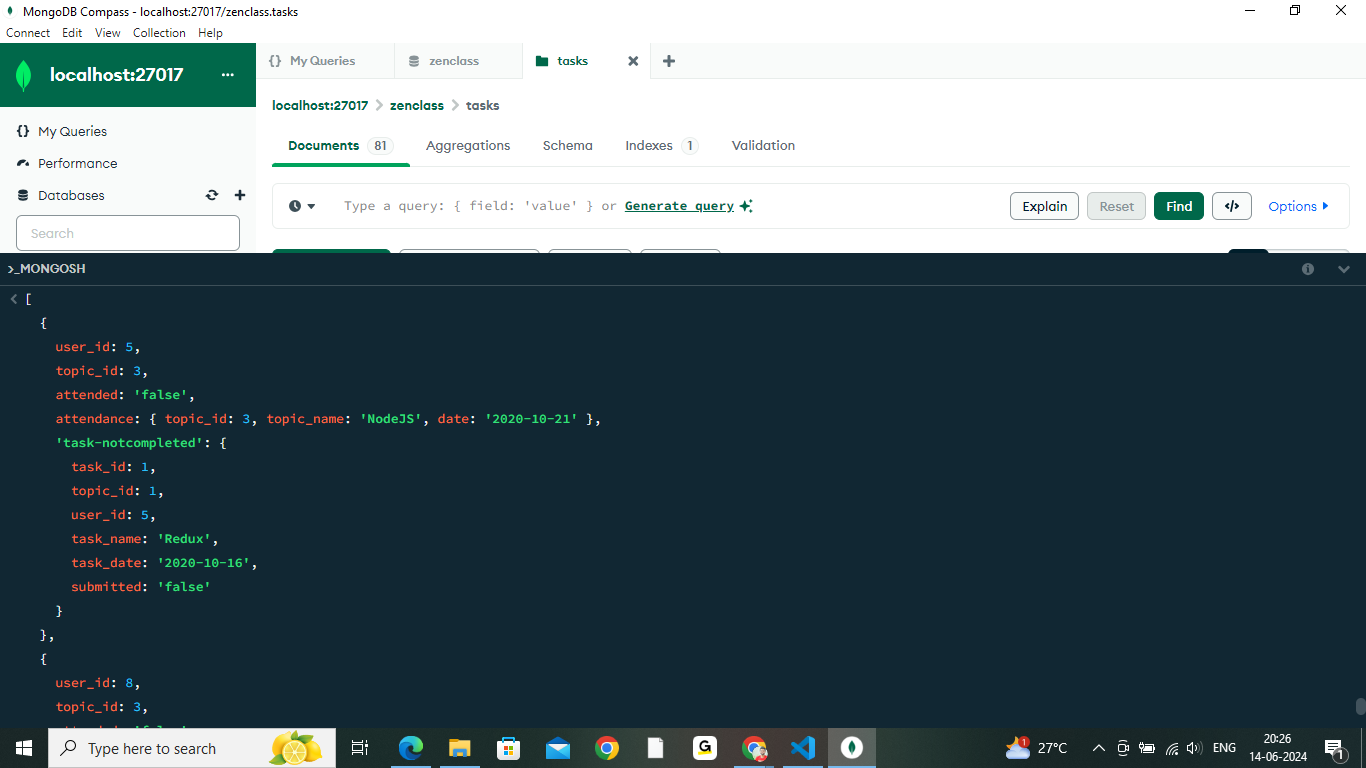 MongoDB Compass - localhost:27017/zenclass.tasks
Connect Edit View Collection Help
localhost:27017 ...
{} My Queries
zenclass
tasks
localhost:27017 > zenclass > tasks
{} My Queries
Performance
Databases
Search
Documents 81 Aggregations Schema Indexes 1 Validation
Type a query: { field: 'value' } or Generate query
Explain Reset Find </> Options
>_MONGOSH
[
{
user_id: 5,
topic_id: 3,
attended: 'false',
attendance: { topic_id: 3, topic_name: 'NodeJS', date: '2020-10-21' },
'task-notcompleted': {
task_id: 1,
topic_id: 1,
user_id: 5,
task_name: 'Redux',
task_date: '2020-10-16',
submitted: 'false'
}
},
{
user_id: 8,
topic_id: 3,
Type here to search
27°C
ENG
20:26
14-06-2024
1